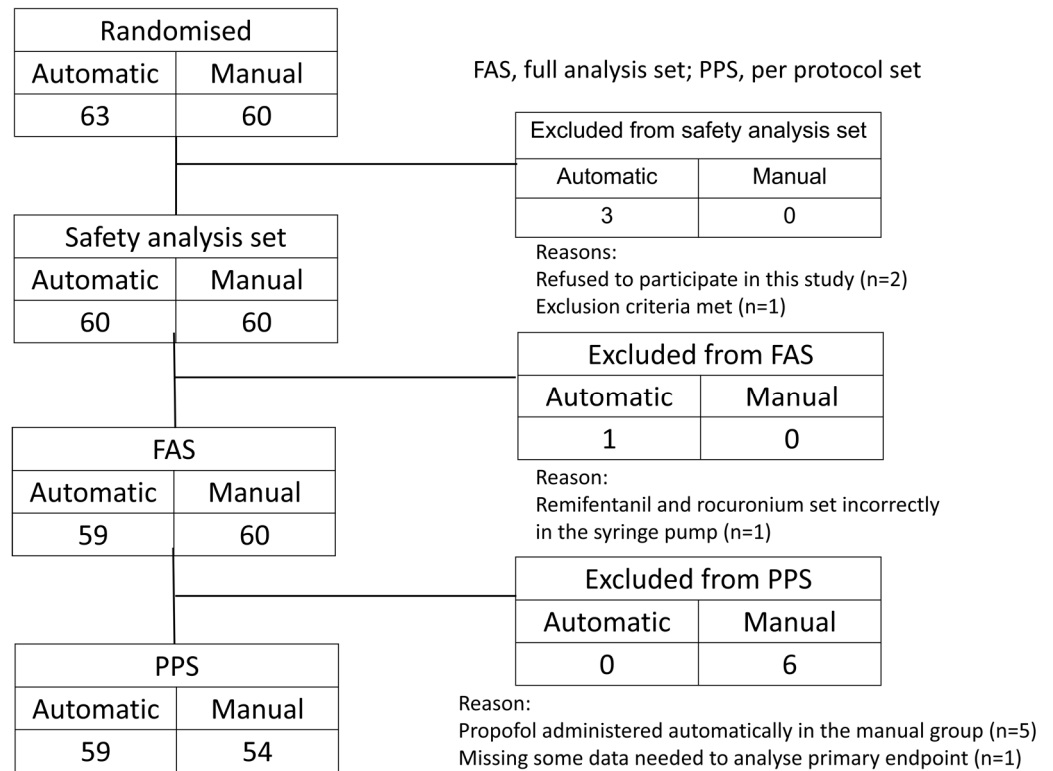 Randomised
Automatic Manual
63 60
FAS, full analysis set; PPS, per protocol set
Excluded from safety analysis set
Automatic Manual
3 0
Reasons:
Refused to participate in this study (n=2)
Exclusion criteria met (n=1)
Safety analysis set
Automatic Manual
60 60
Excluded from FAS
Automatic Manual
1 0
Reason:
Remifentanil and rocuronium set incorrectly
in the syringe pump (n=1)
FAS
Automatic Manual
59 60
Excluded from PPS
Automatic Manual
0 6
Reason:
Propofol administered automatically in the manual group (n=5)
Missing some data needed to analyse primary endpoint (n=1)
PPS
Automatic Manual
59 54